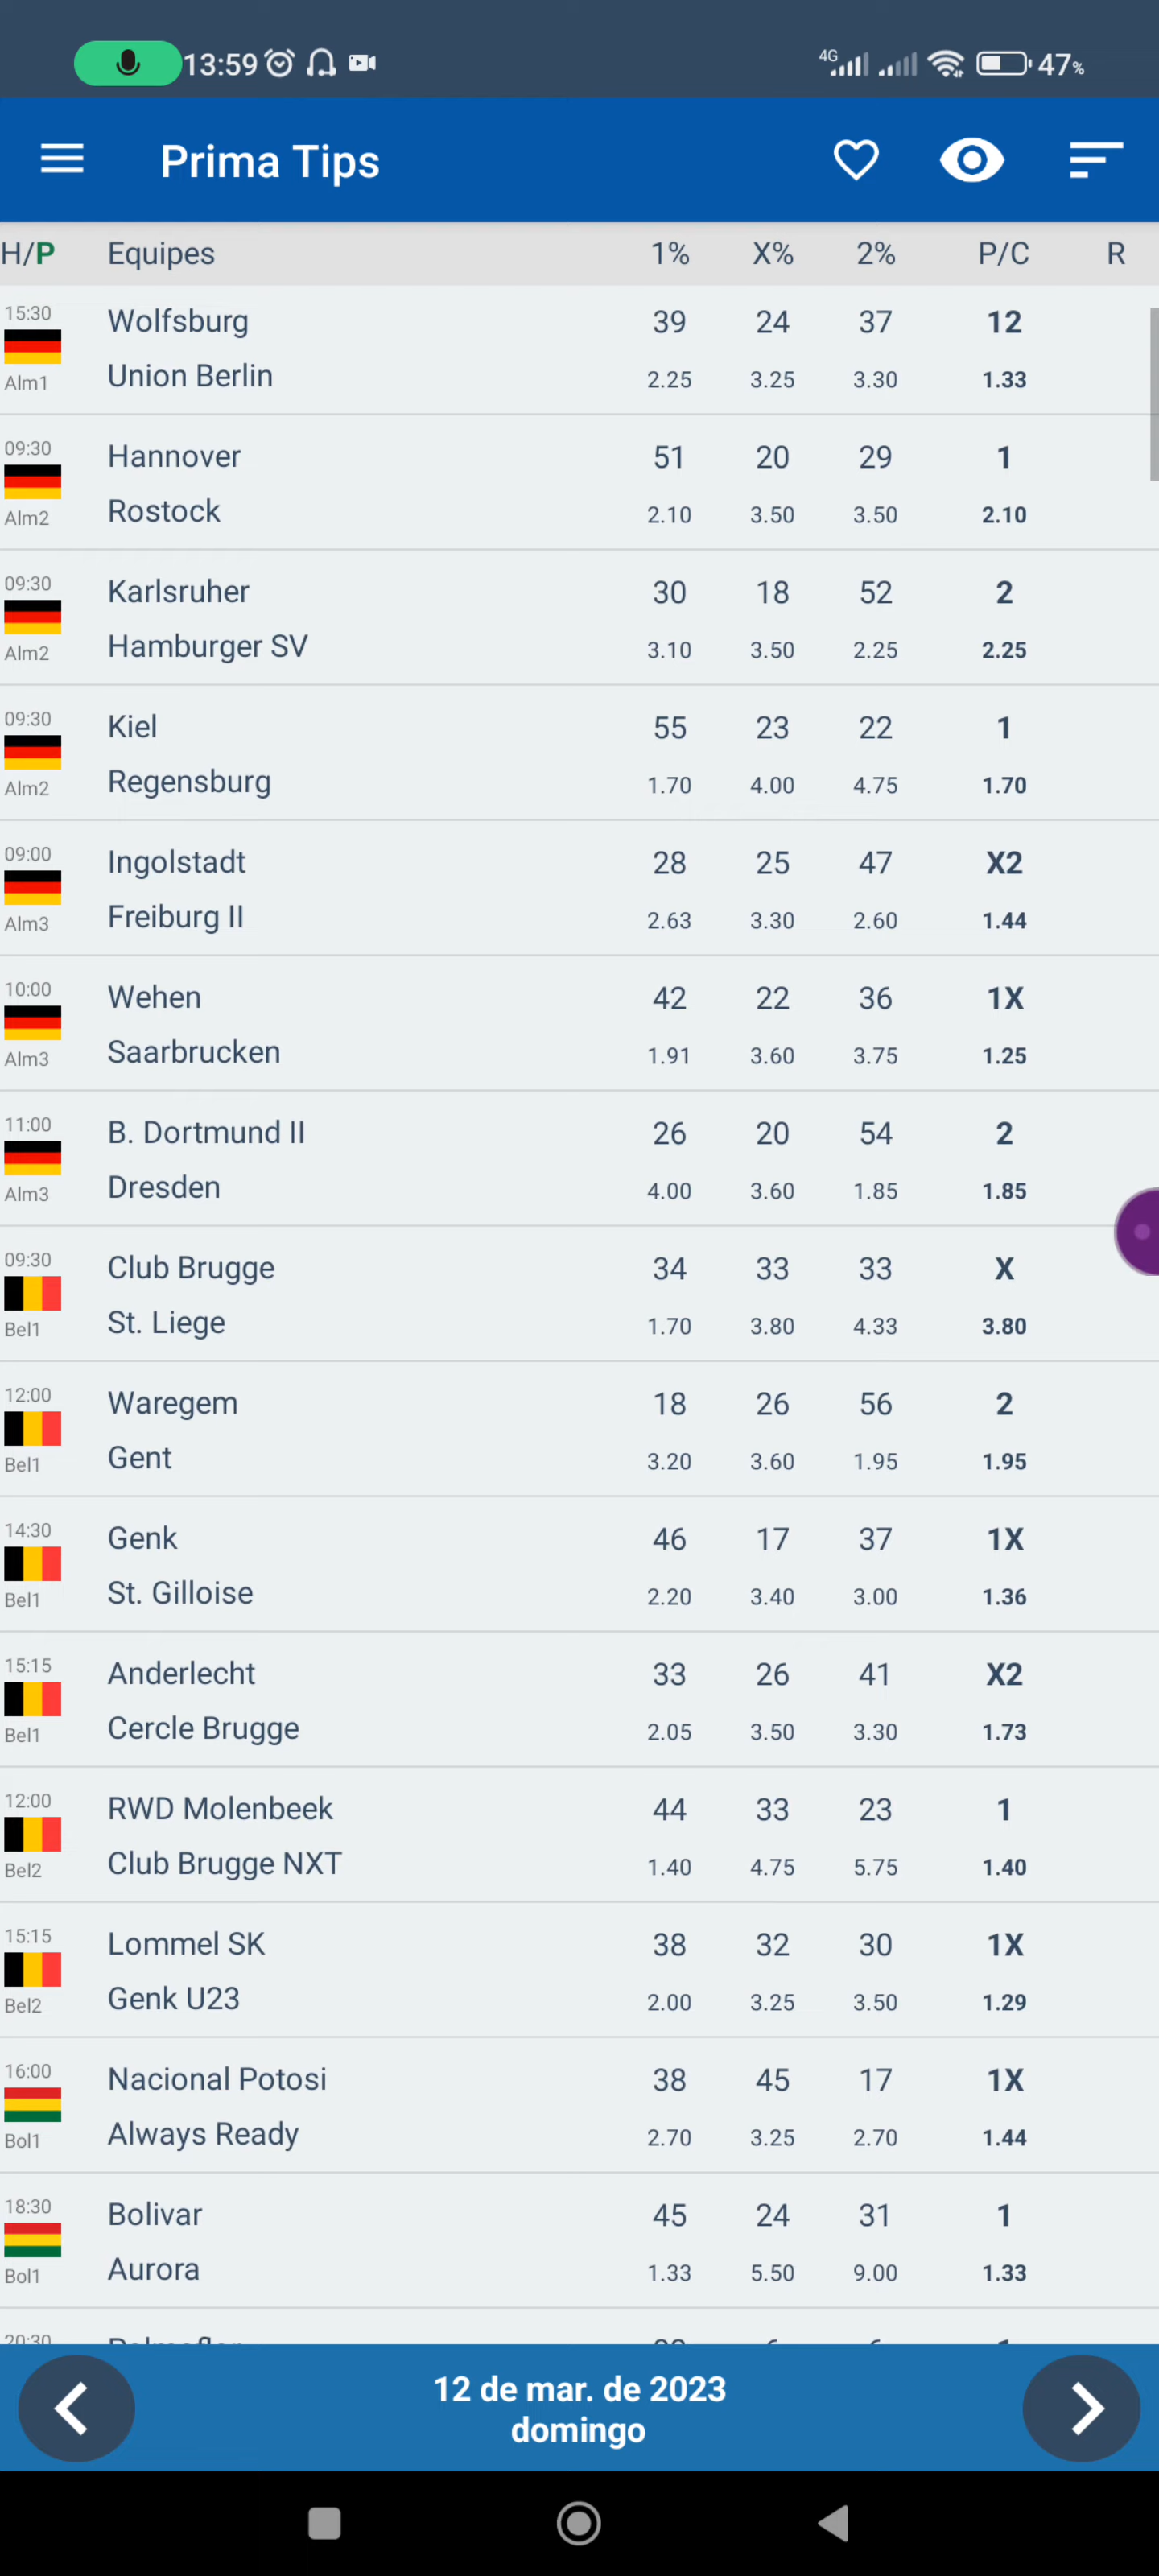 13:59 4G 47%
Prima Tips
H/P Equipes 1% X% 2% P/C R
15:30 Wolfsburg 39 24 37 12
Alm1 Union Berlin 2.25 3.25 3.30 1.33
09:30 Hannover 51 20 29 1
Alm2 Rostock 2.10 3.50 3.50 2.10
09:30 Karlsruher 30 18 52 2
Alm2 Hamburger SV 3.10 3.50 2.25 2.25
09:30 Kiel 55 23 22 1
Alm2 Regensburg 1.70 4.00 4.75 1.70
09:00 Ingolstadt 28 25 47 X2
Alm3 Freiburg II 2.63 3.30 2.60 1.44
10:00 Wehen 42 22 36 1X
Alm3 Saarbrucken 1.91 3.60 3.75 1.25
11:00 B. Dortmund II 26 20 54 2
Alm3 Dresden 4.00 3.60 1.85 1.85
09:30 Club Brugge 34 33 33 X
Bel1 St. Liege 1.70 3.80 4.33 3.80
12:00 Waregem 18 26 56 2
Bel1 Gent 3.20 3.60 1.95 1.95
14:30 Genk 46 17 37 1X
Bel1 St. Gilloise 2.20 3.40 3.00 1.36
15:15 Anderlecht 33 26 41 X2
Bel1 Cercle Brugge 2.05 3.50 3.30 1.73
12:00 RWD Molenbeek 44 33 23 1
Bel2 Club Brugge NXT 1.40 4.75 5.75 1.40
15:15 Lommel SK 38 32 30 1X
Bel2 Genk U23 2.00 3.25 3.50 1.29
16:00 Nacional Potosi 38 45 17 1X
Bol1 Always Ready 2.70 3.25 2.70 1.44
18:30 Bolivar 45 24 31 1
Bol1 Aurora 1.33 5.50 9.00 1.33
20:30
12 de mar. de 2023
domingo